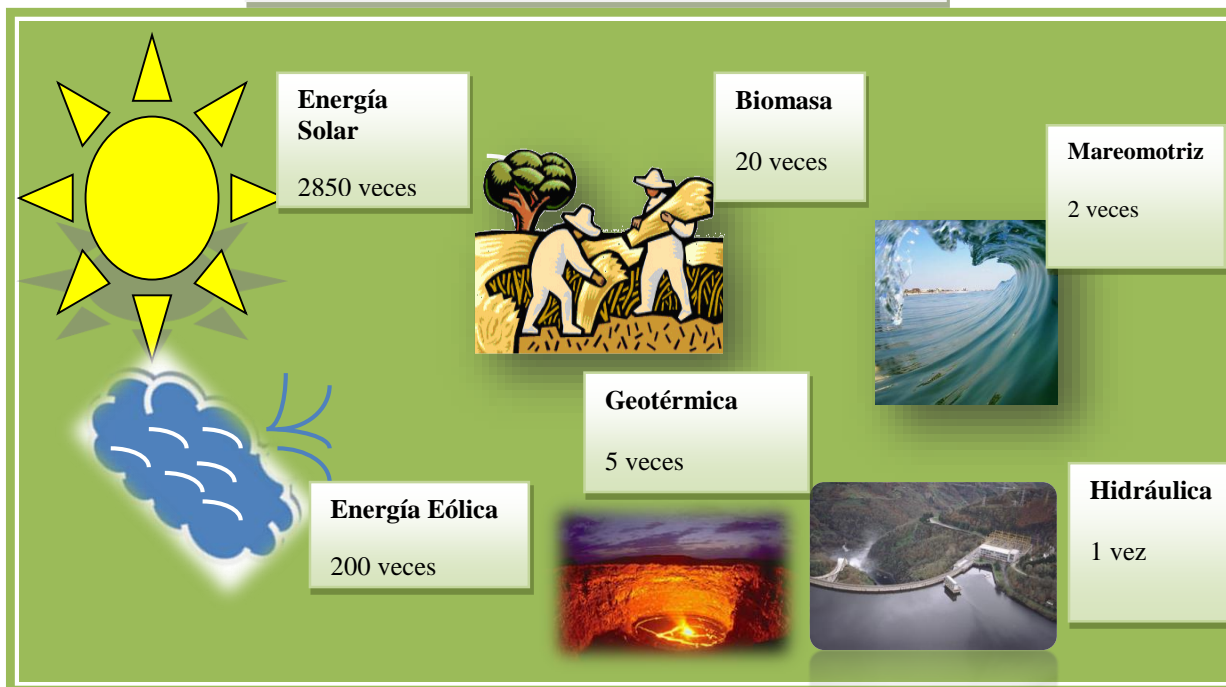 Energía
Solar
2850 veces
Biomasa
20 veces
Mareomotriz
2 veces
Geotérmica
5 veces
Energía Eólica
200 veces
Hidráulica
1 vez